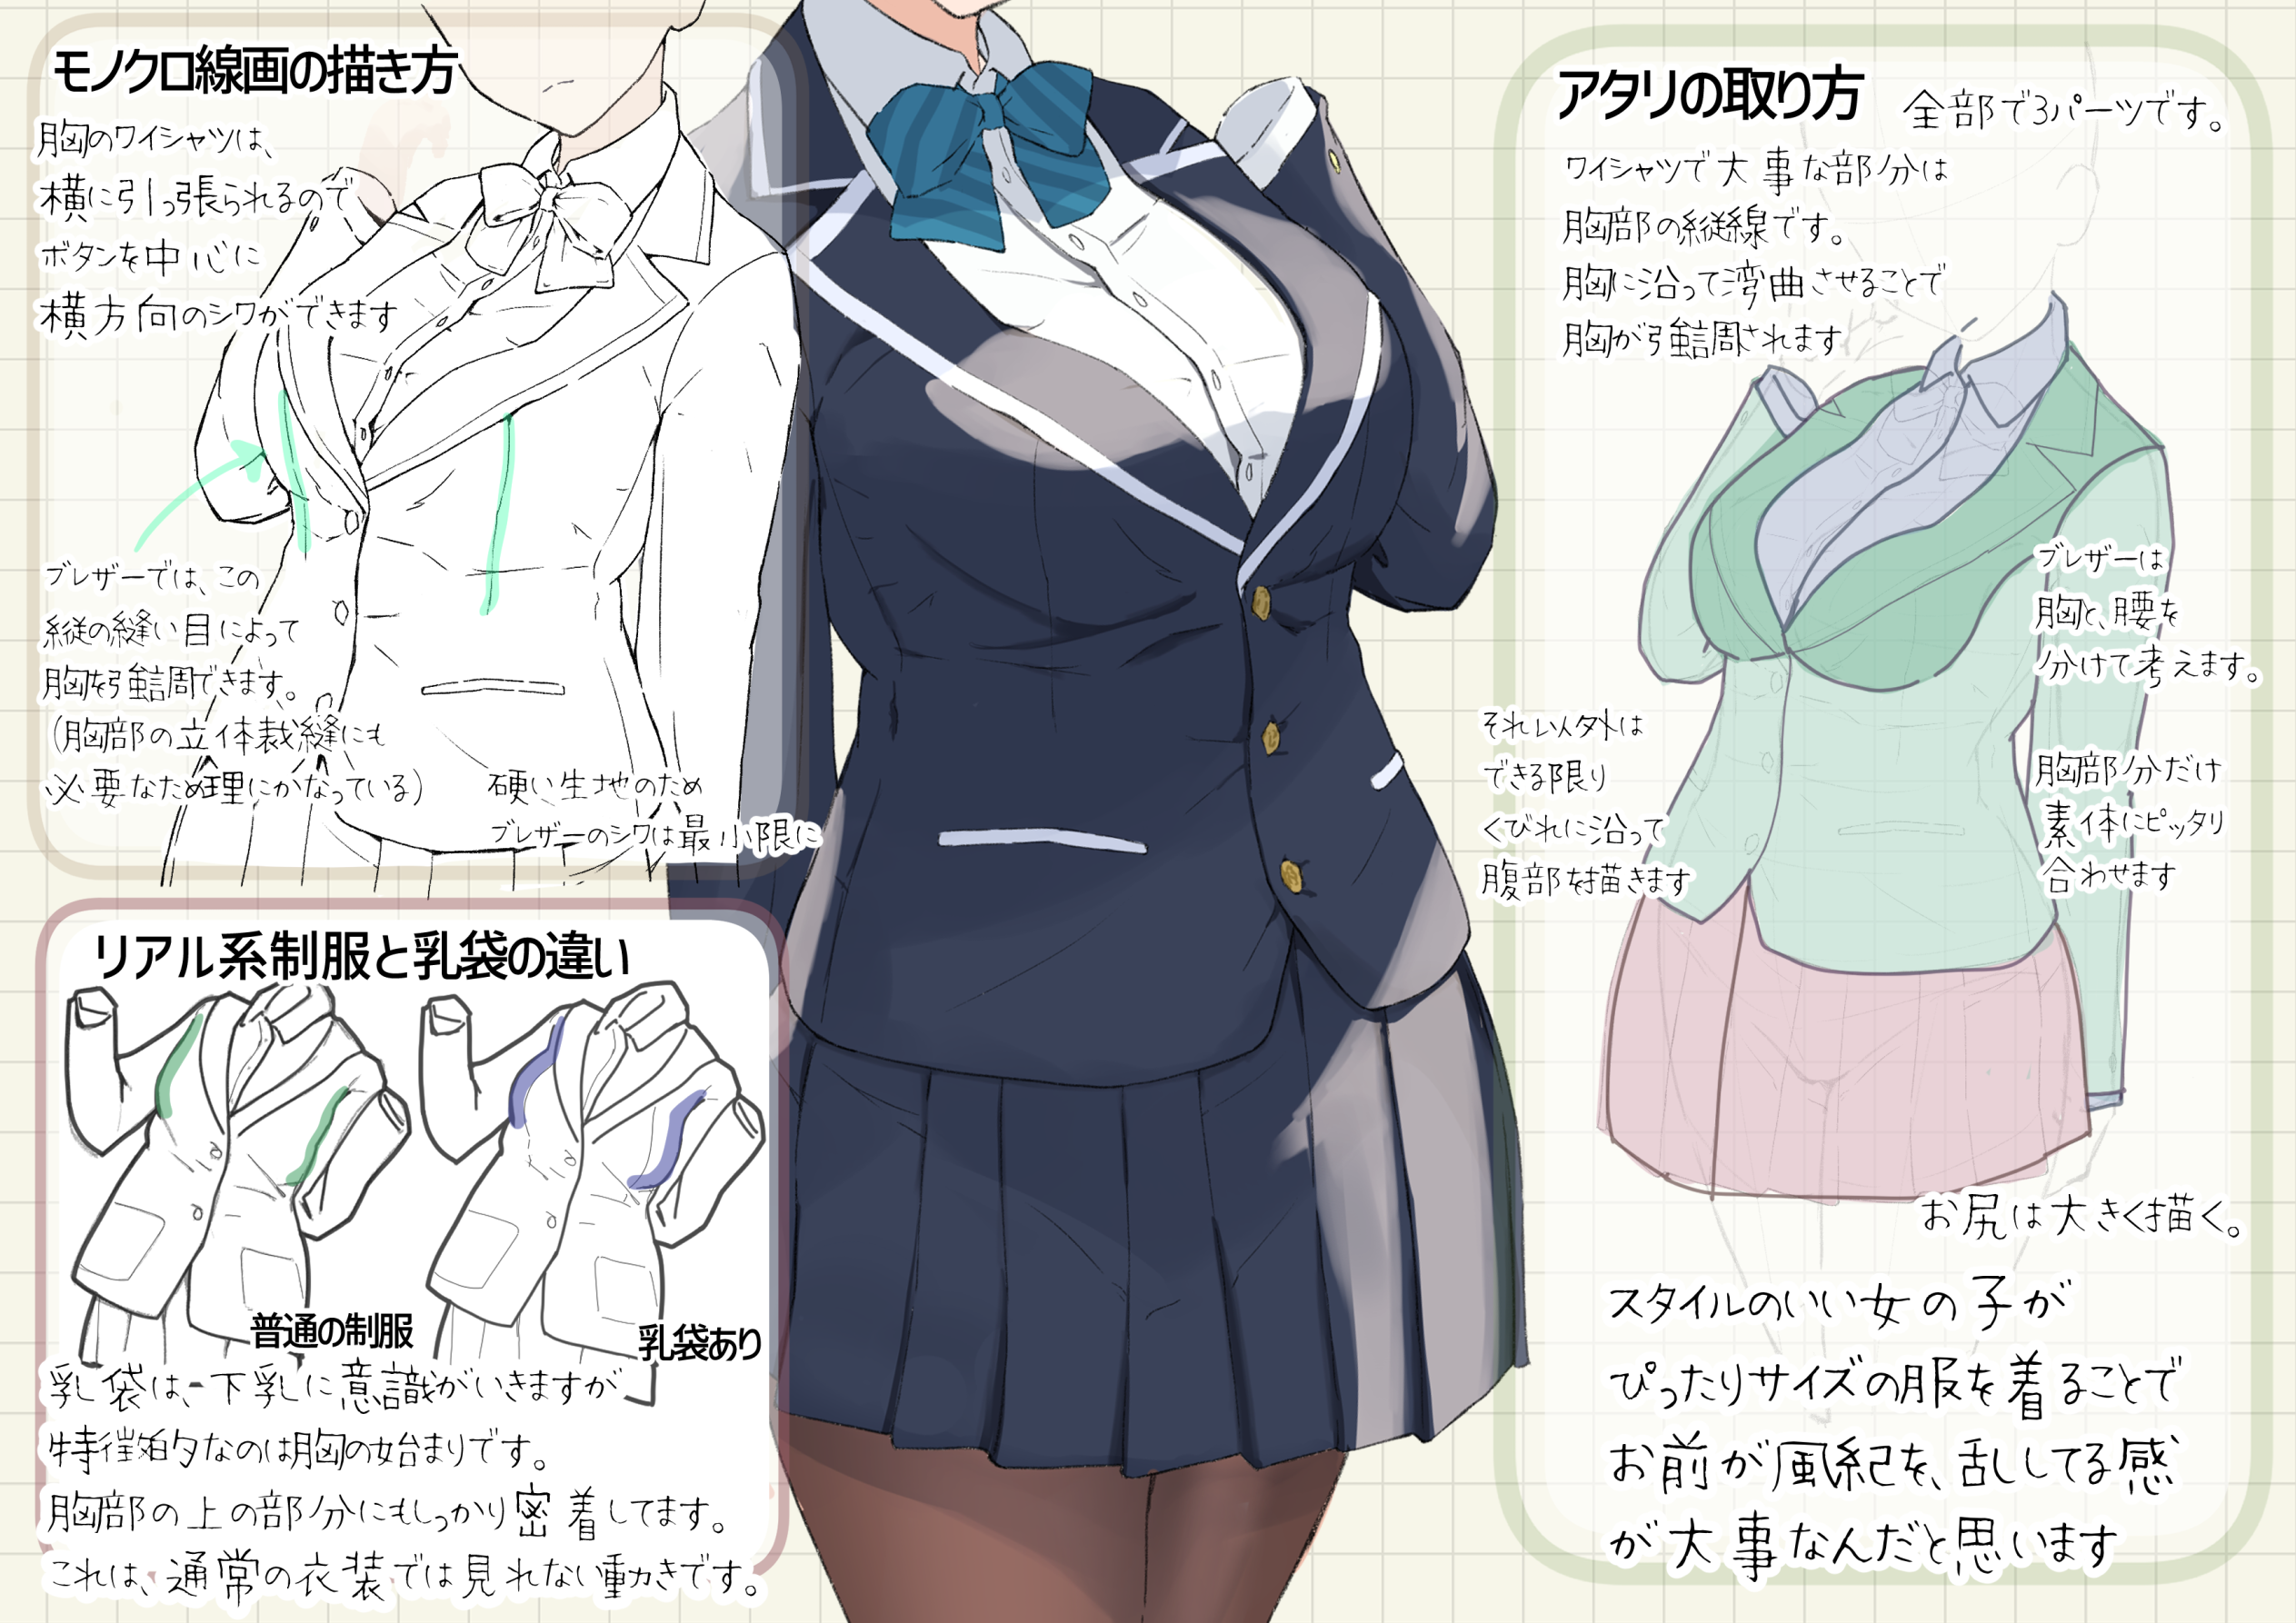 モノクロ線画の描き方
胸のワイシャツは、
横に引っ張られるので
ボタンを中心に
横方向のシワができます
ブレザーでは、この
縦の縫い目によって
胸を強調できます。
(胸部の立体裁縫にも
必要なため理にかなっている)
硬い生地のため
ブレザーのシワは最小限に
リアル系制服と乳袋の違い
普通の制服
乳袋あり
乳袋は、下乳に意識がいきますが
特徴的なのは胸の始まりです。
胸部の上の部分にもしっかり密着してます。
これは、通常の衣装では見れない動きです。
アタリの取り方
全部で3パーツです。
ワイシャツで大事な部分は
胸部の縦線です。
胸に沿って湾曲させることで
胸が強調されます
ブレザーは
胸と、腰を
分けて考えます。
胸部分だけ
素体にピッタリ
合わせます
それ以外は
できる限り
くびれに沿って
腹部を描きます
お尻は大きく描く。
スタイルのいい女の子が
ぴったりサイズの服を着ることで
お前が風紀を、乱してる感
が大事なんだと思います